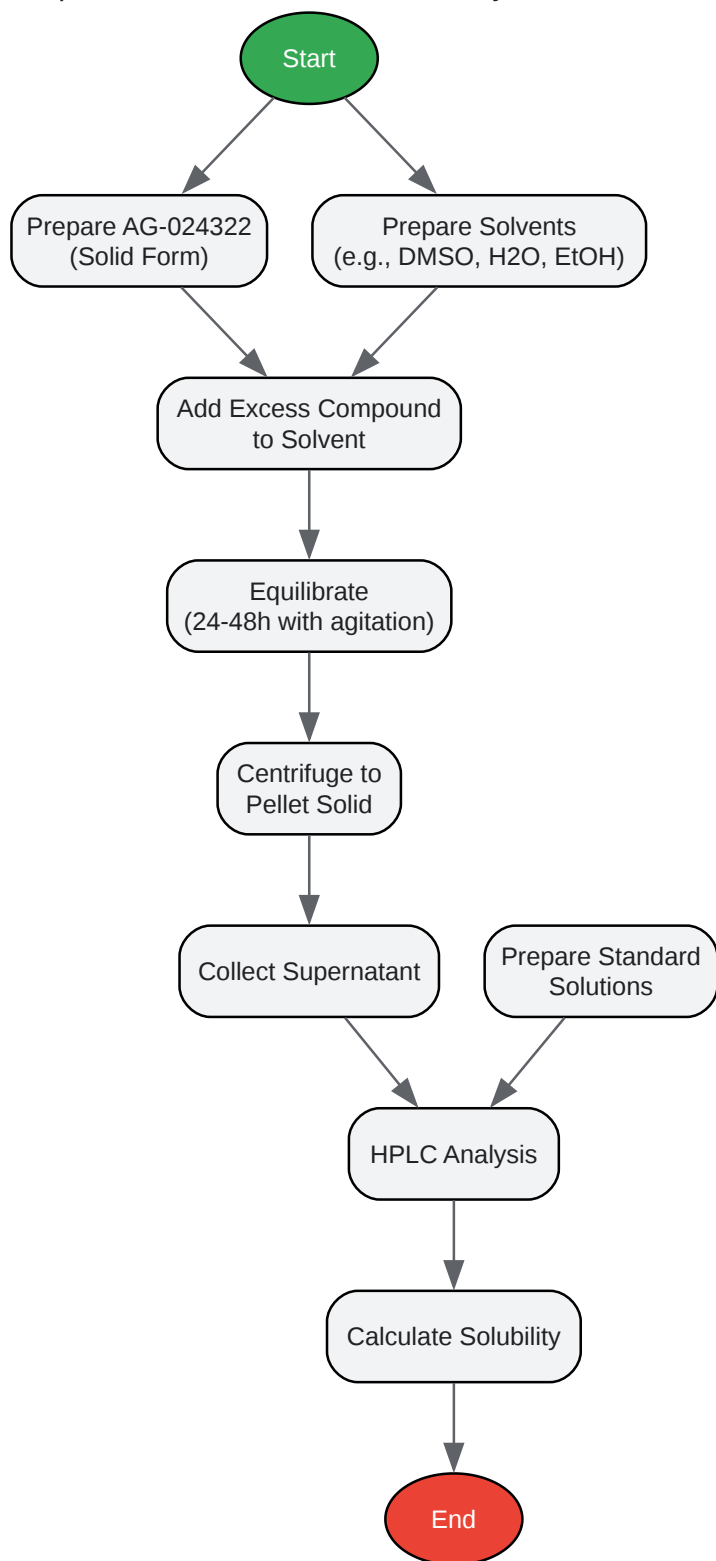 Start
Prepare AG-024322
(Solid Form)
Prepare Solvents
(e.g., DMSO, H2O, EtOH)
Add Excess Compound
to Solvent
Equilibrate
(24-48h with agitation)
Centrifuge to
Pellet Solid
Collect Supernatant
Prepare Standard
Solutions
HPLC Analysis
Calculate Solubility
End